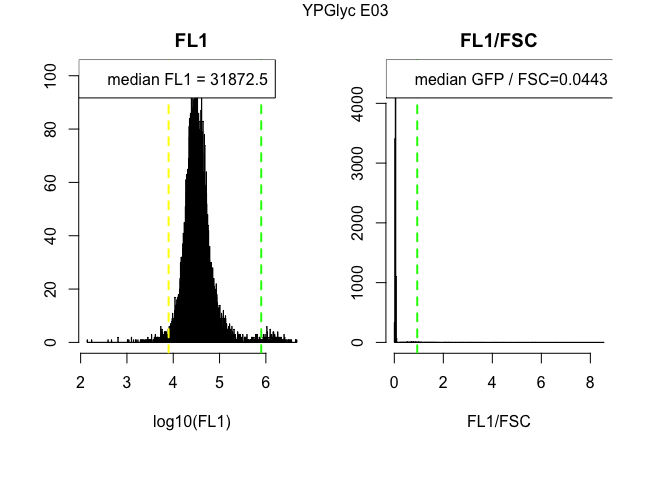 YPGlyc E03
FL1
median FL1 = 31872.5
100
80
60
40
20
0
2 3 4 5 6
log10(FL1)
FL1/FSC
median GFP / FSC=0.0443
4000
3000
2000
1000
0
0 2 4 6 8
FL1/FSC